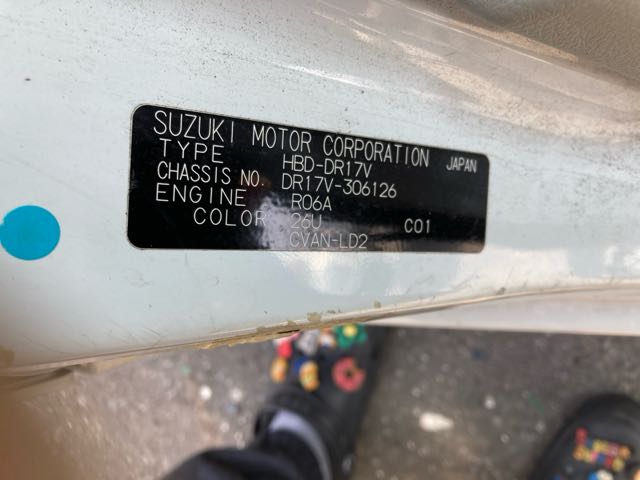 SUZUKI MOTOR CORPORATION JAPAN
TYPE HBD-DR17V
CHASSIS NO. DR17V-306126
ENGINE R06A
COLOR 26U C01
CVAN-LD2